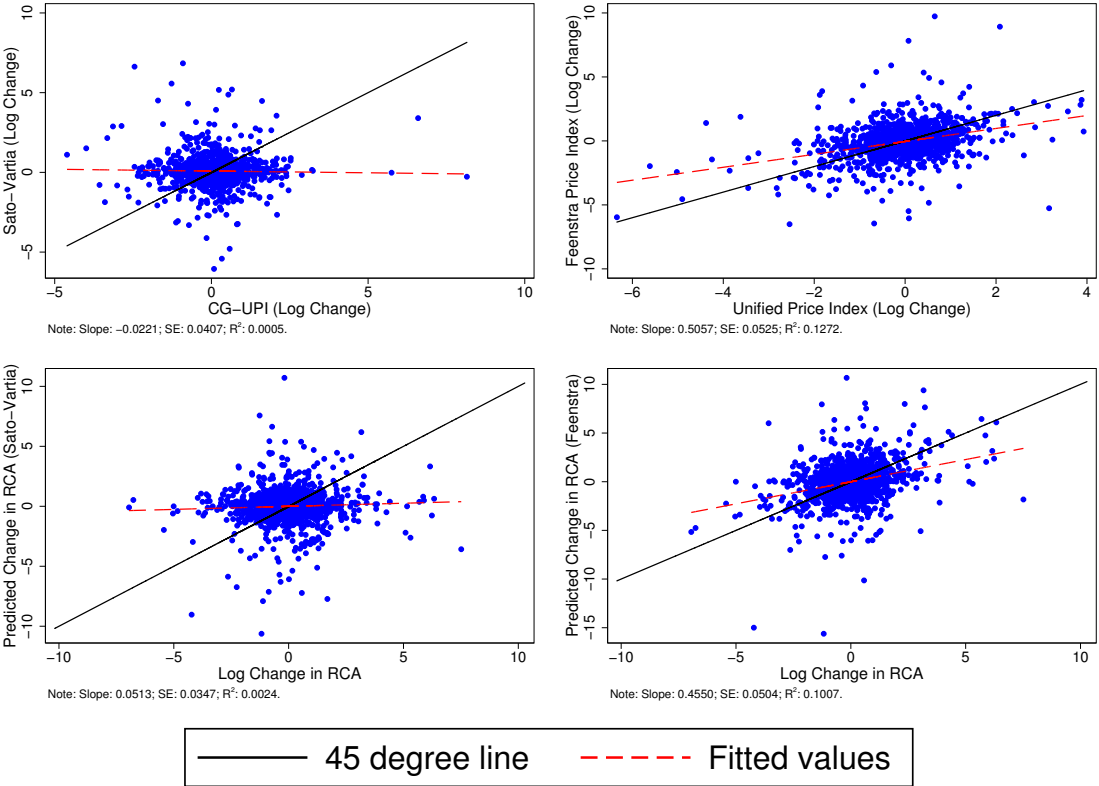 Sato−Vartia (Log Change)
10
5
0
−5
−5 0 5 10
CG−UPI (Log Change)
Note: Slope: −0.0221; SE: 0.0407; R²: 0.0005.
Feenstra Price Index (Log Change)
10
5
0
−5
−10
−6 −4 −2 0 2 4
Unified Price Index (Log Change)
Note: Slope: 0.5057; SE: 0.0525; R²: 0.1272.
Predicted Change in RCA (Sato−Vartia)
10
5
0
−5
−10
−10 −5 0 5 10
Log Change in RCA
Note: Slope: 0.0513; SE: 0.0347; R²: 0.0024.
Predicted Change in RCA (Feenstra)
10
5
0
−5
−10
−15
−10 −5 0 5 10
Log Change in RCA
Note: Slope: 0.4550; SE: 0.0504; R²: 0.1007.
45 degree line Fitted values